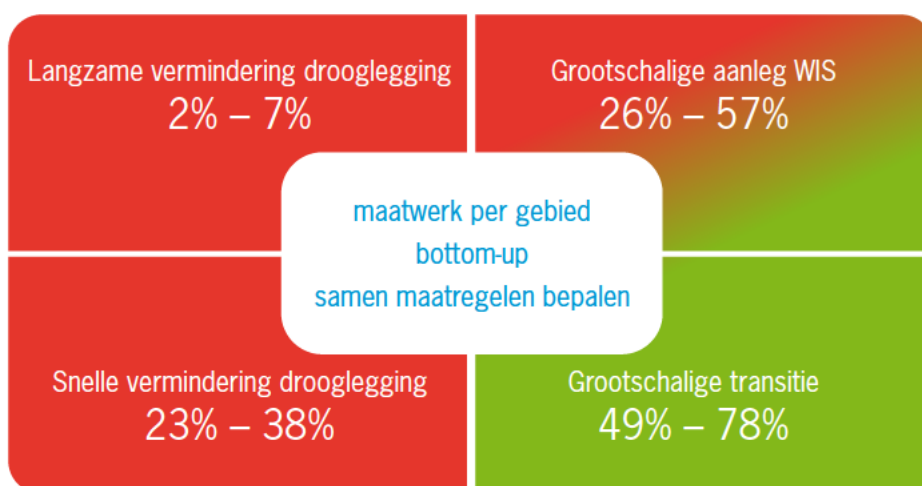 Langzame vermindering drooglegging
2% – 7%
Grootschalige aanleg WIS
26% – 57%
maatwerk per gebied
bottom-up
samen maatregelen bepalen
Snelle vermindering drooglegging
23% – 38%
Grootschalige transitie
49% – 78%